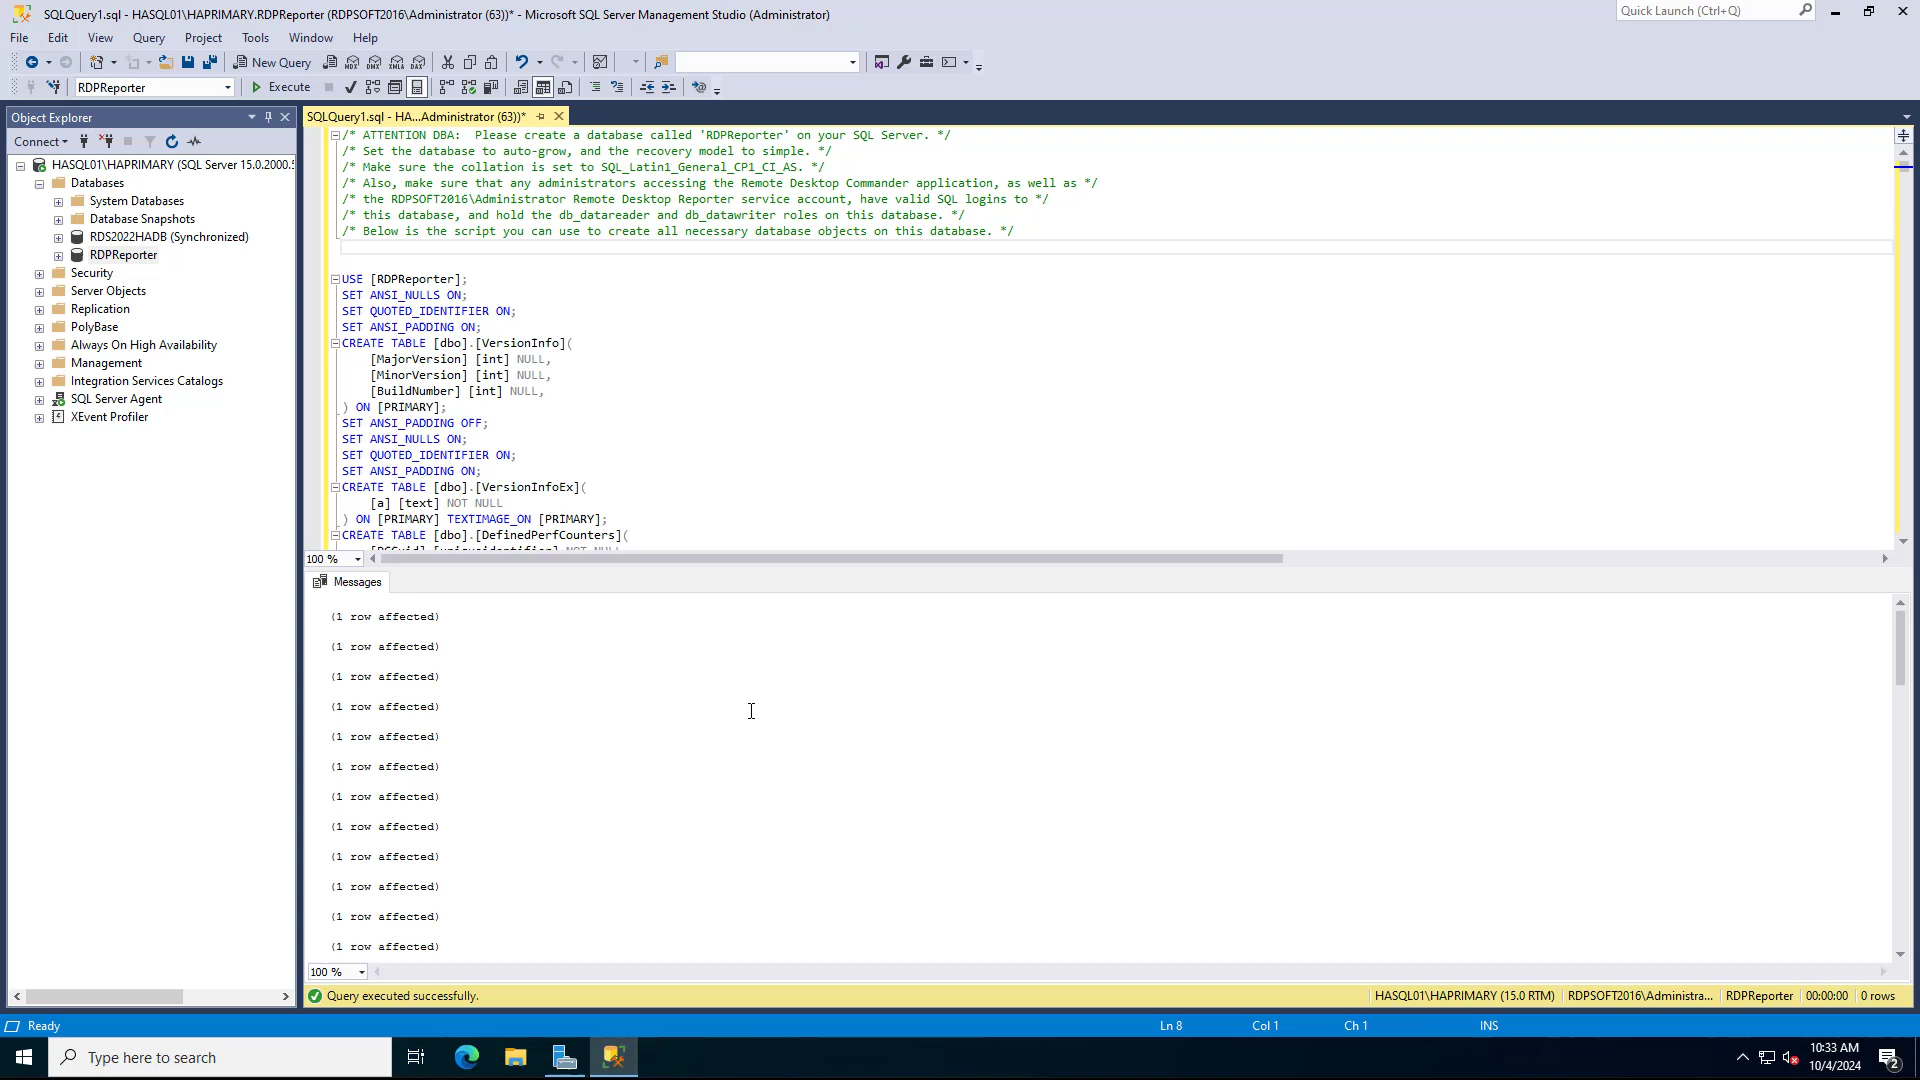 SQLQuery1.sql - HASQL01\HAPRIMARY.RDPReporter (RDPSOFT2016\Administrator (63))* - Microsoft SQL Server Management Studio (Administrator)
Quick Launch (Ctrl+Q)
File Edit View Query Project Tools Window Help
New Query
RDPReporter
Execute
Object Explorer
SQLQuery1.sql - HA...Administrator (63))*
Connect
HASQL01\HAPRIMARY (SQL Server 15.0.2000.5
Databases
System Databases
Database Snapshots
RDS2022HADB (Synchronized)
RDPReporter
Security
Server Objects
Replication
PolyBase
Always On High Availability
Management
Integration Services Catalogs
SQL Server Agent
XEvent Profiler
/* ATTENTION DBA:  Please create a database called 'RDPReporter' on your SQL Server. */
/* Set the database to auto-grow, and the recovery model to simple. */
/* Make sure the collation is set to SQL_Latin1_General_CP1_CI_AS. */
/* Also, make sure that any administrators accessing the Remote Desktop Commander application, as well as */
/* the RDPSOFT2016\Administrator Remote Desktop Reporter service account, have valid SQL logins to */
/* this database, and hold the db_datareader and db_datawriter roles on this database. */
/* Below is the script you can use to create all necessary database objects on this database. */
USE [RDPReporter];
SET ANSI_NULLS ON;
SET QUOTED_IDENTIFIER ON;
SET ANSI_PADDING ON;
CREATE TABLE [dbo].[VersionInfo](
[MajorVersion] [int] NULL,
[MinorVersion] [int] NULL,
[BuildNumber] [int] NULL,
) ON [PRIMARY];
SET ANSI_PADDING OFF;
SET ANSI_NULLS ON;
SET QUOTED_IDENTIFIER ON;
SET ANSI_PADDING ON;
CREATE TABLE [dbo].[VersionInfoEx](
[a] [text] NOT NULL
) ON [PRIMARY] TEXTIMAGE_ON [PRIMARY];
CREATE TABLE [dbo].[DefinedPerfCounters](
100 %
Messages
(1 row affected)
(1 row affected)
(1 row affected)
(1 row affected)
(1 row affected)
(1 row affected)
(1 row affected)
(1 row affected)
(1 row affected)
(1 row affected)
(1 row affected)
(1 row affected)
100 %
Query executed successfully.
HASQL01\HAPRIMARY (15.0 RTM) RDPSOFT2016\Administra... RDPReporter 00:00:00 0 rows
Ready
Ln 8 Col 1 Ch 1 INS
Type here to search
10:33 AM
10/4/2024
2